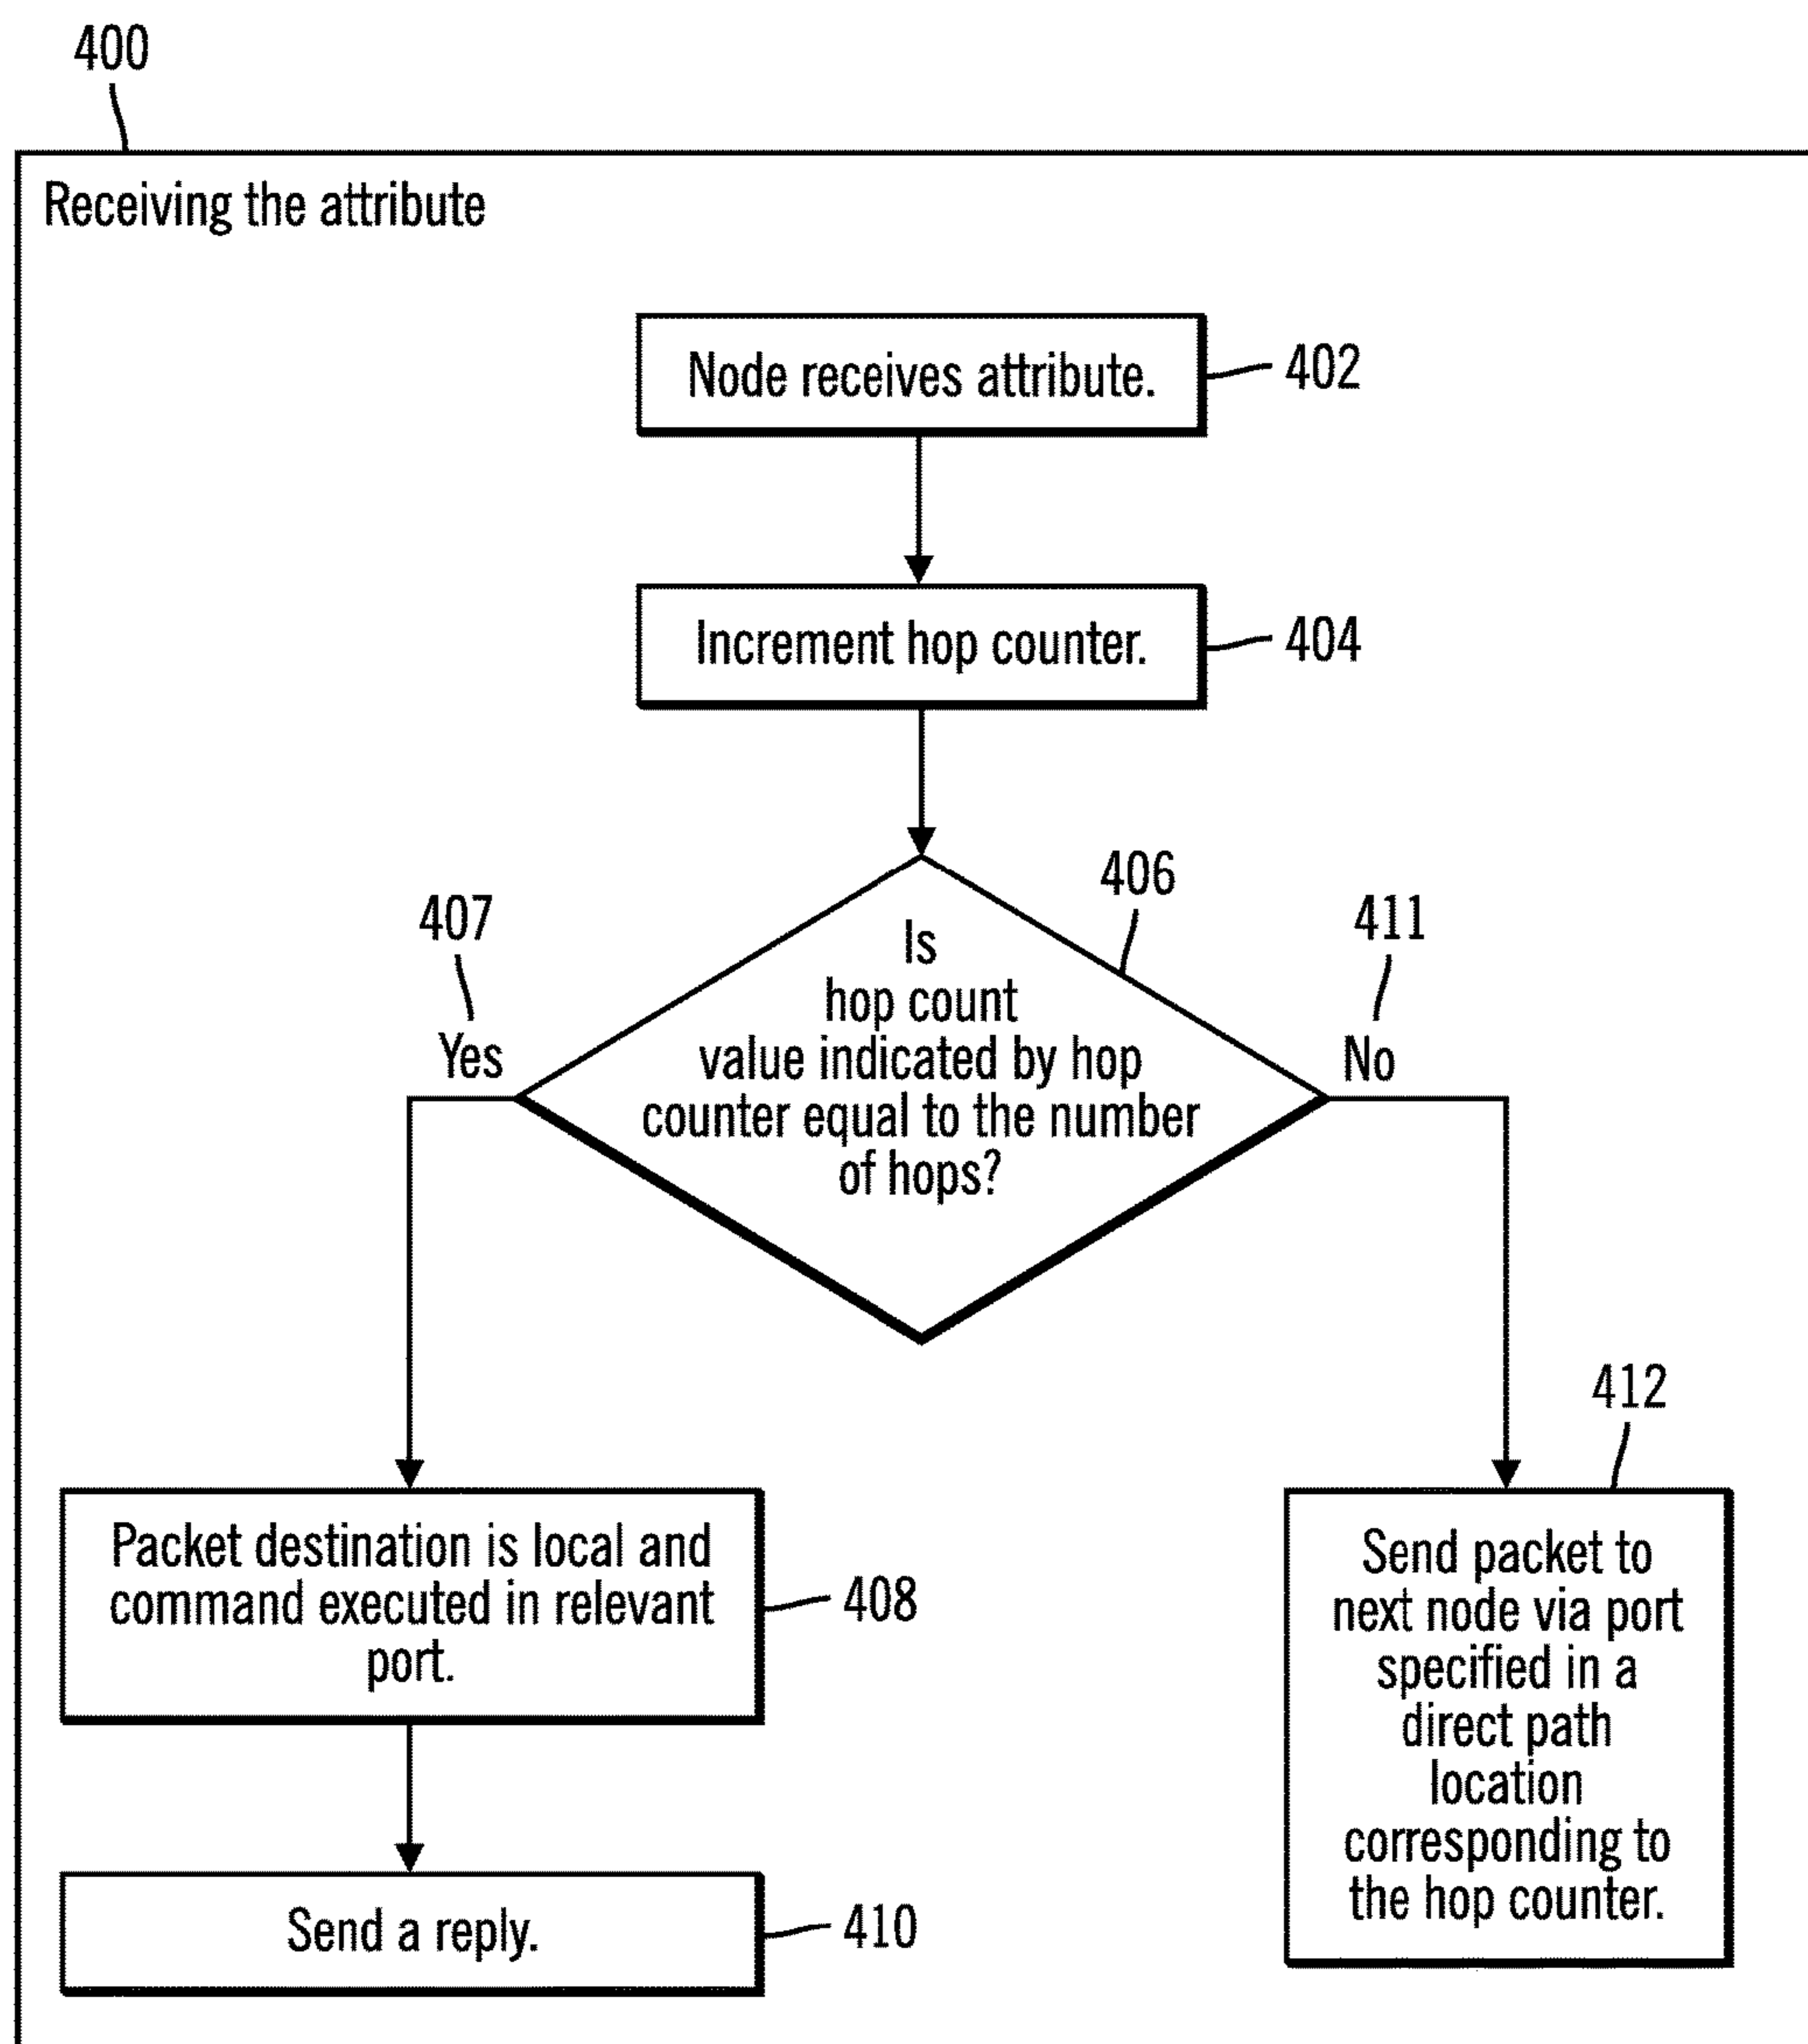 400
Receiving the attribute
Node receives attribute.
402
Increment hop counter.
404
406
407
411
Is
hop count
value indicated by hop
counter equal to the number
of hops?
Yes
No
412
Packet destination is local and
command executed in relevant
port.
408
Send packet to
next node via port
specified in a
direct path
location
corresponding to
the hop counter.
Send a reply.
410